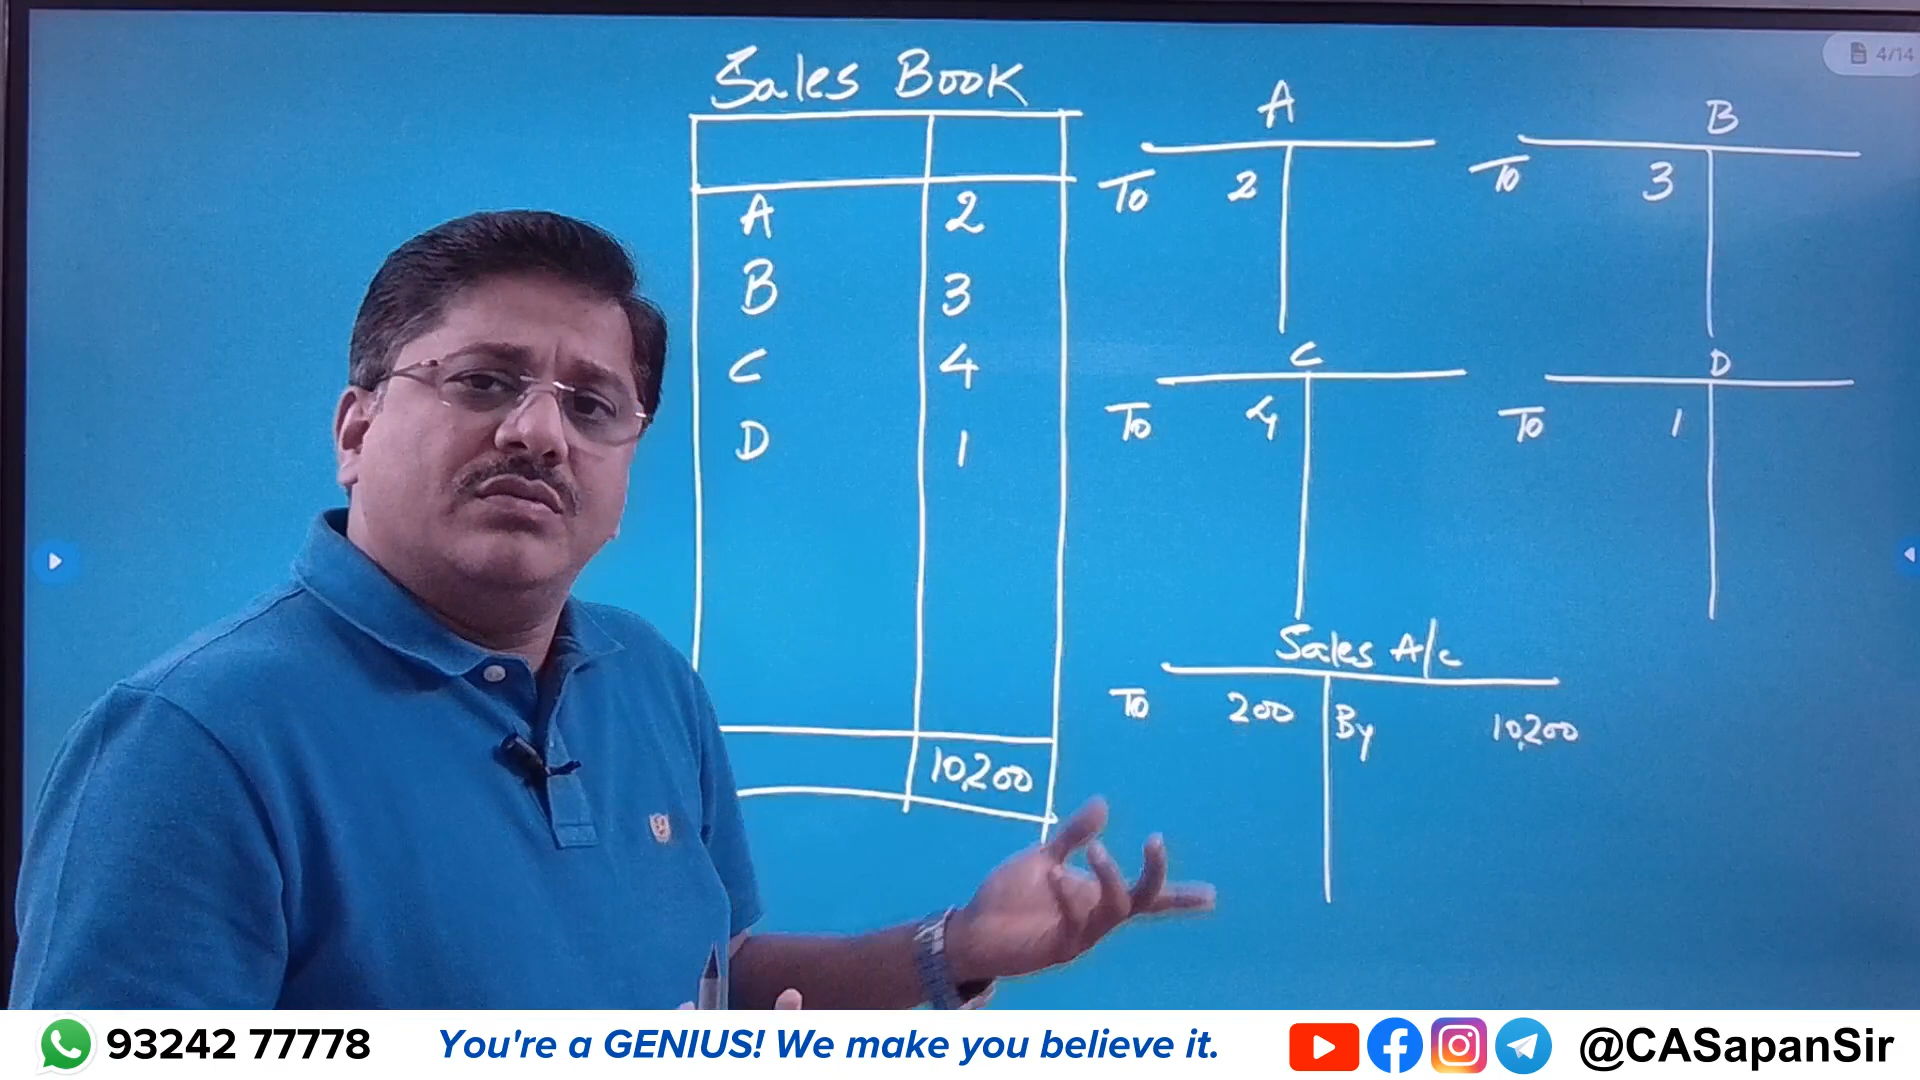 Sales Book
4/14
A 2
B 3
C 4
D 1
10,200
A
To 2
B
To 3
C
To 4
D
To 1
Sales A/c
To 200 By 10,200
93242 77778
You're a GENIUS! We make you believe it.
@CASapanSir